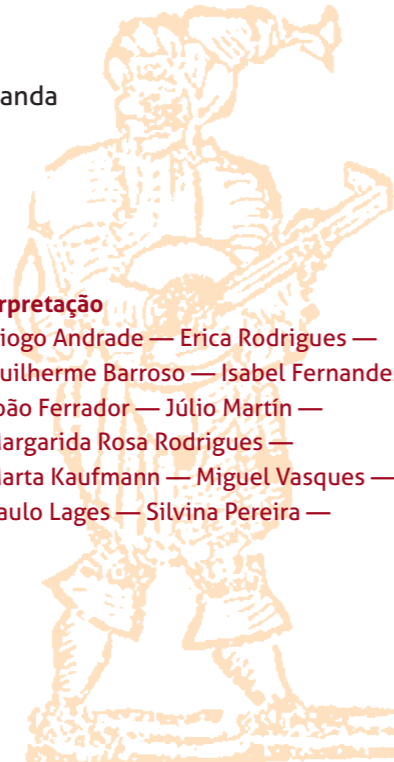 anda
rpretação
iogo Andrade — Erica Rodrigues —
uilherme Barroso — Isabel Fernandes
oão Ferrador — Júlio Martín —
argarida Rosa Rodrigues —
arta Kaufmann — Miguel Vasques —
aulo Lages — Silvina Pereira —